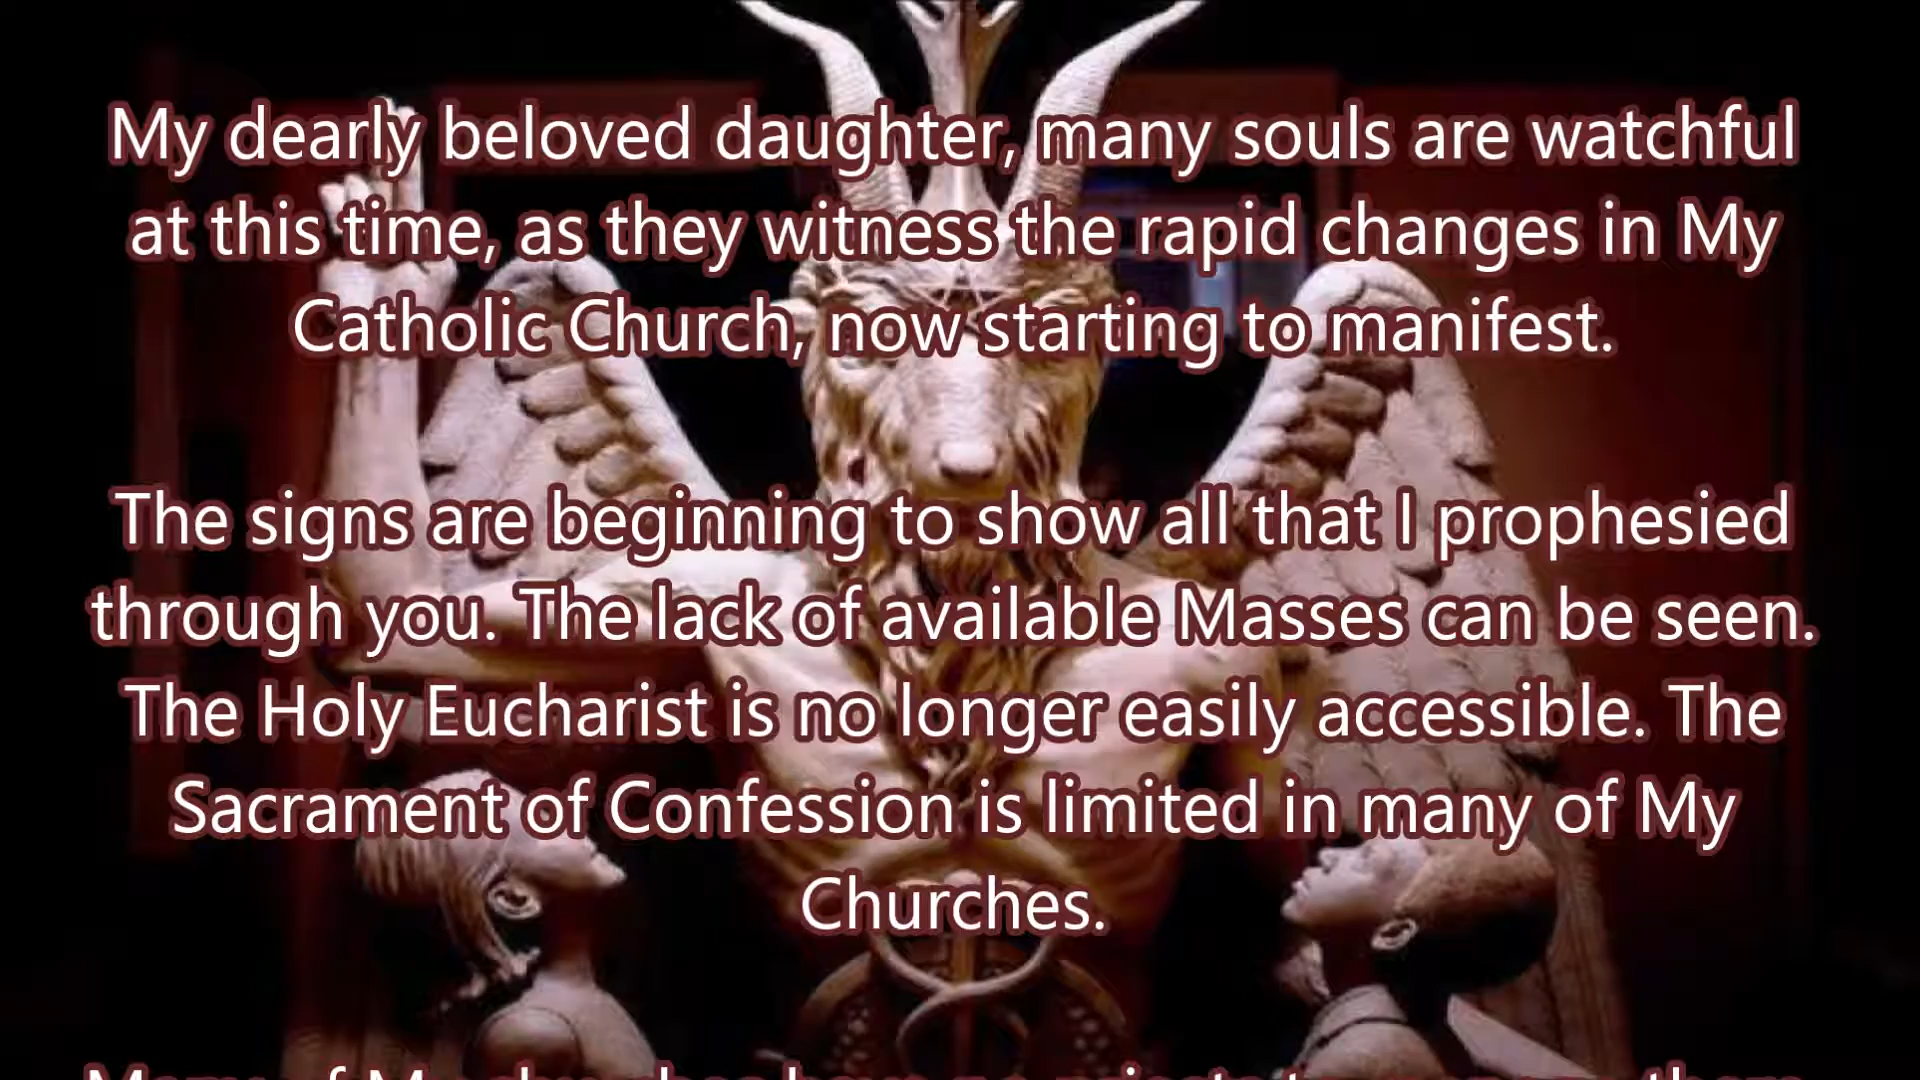 My dearly beloved daughter, many souls are watchful
at this time, as they witness the rapid changes in My
Catholic Church, now starting to manifest.
The signs are beginning to show all that I prophesied
through you. The lack of available Masses can be seen.
The Holy Eucharist is no longer easily accessible. The
Sacrament of Confession is limited in many of My
Churches.